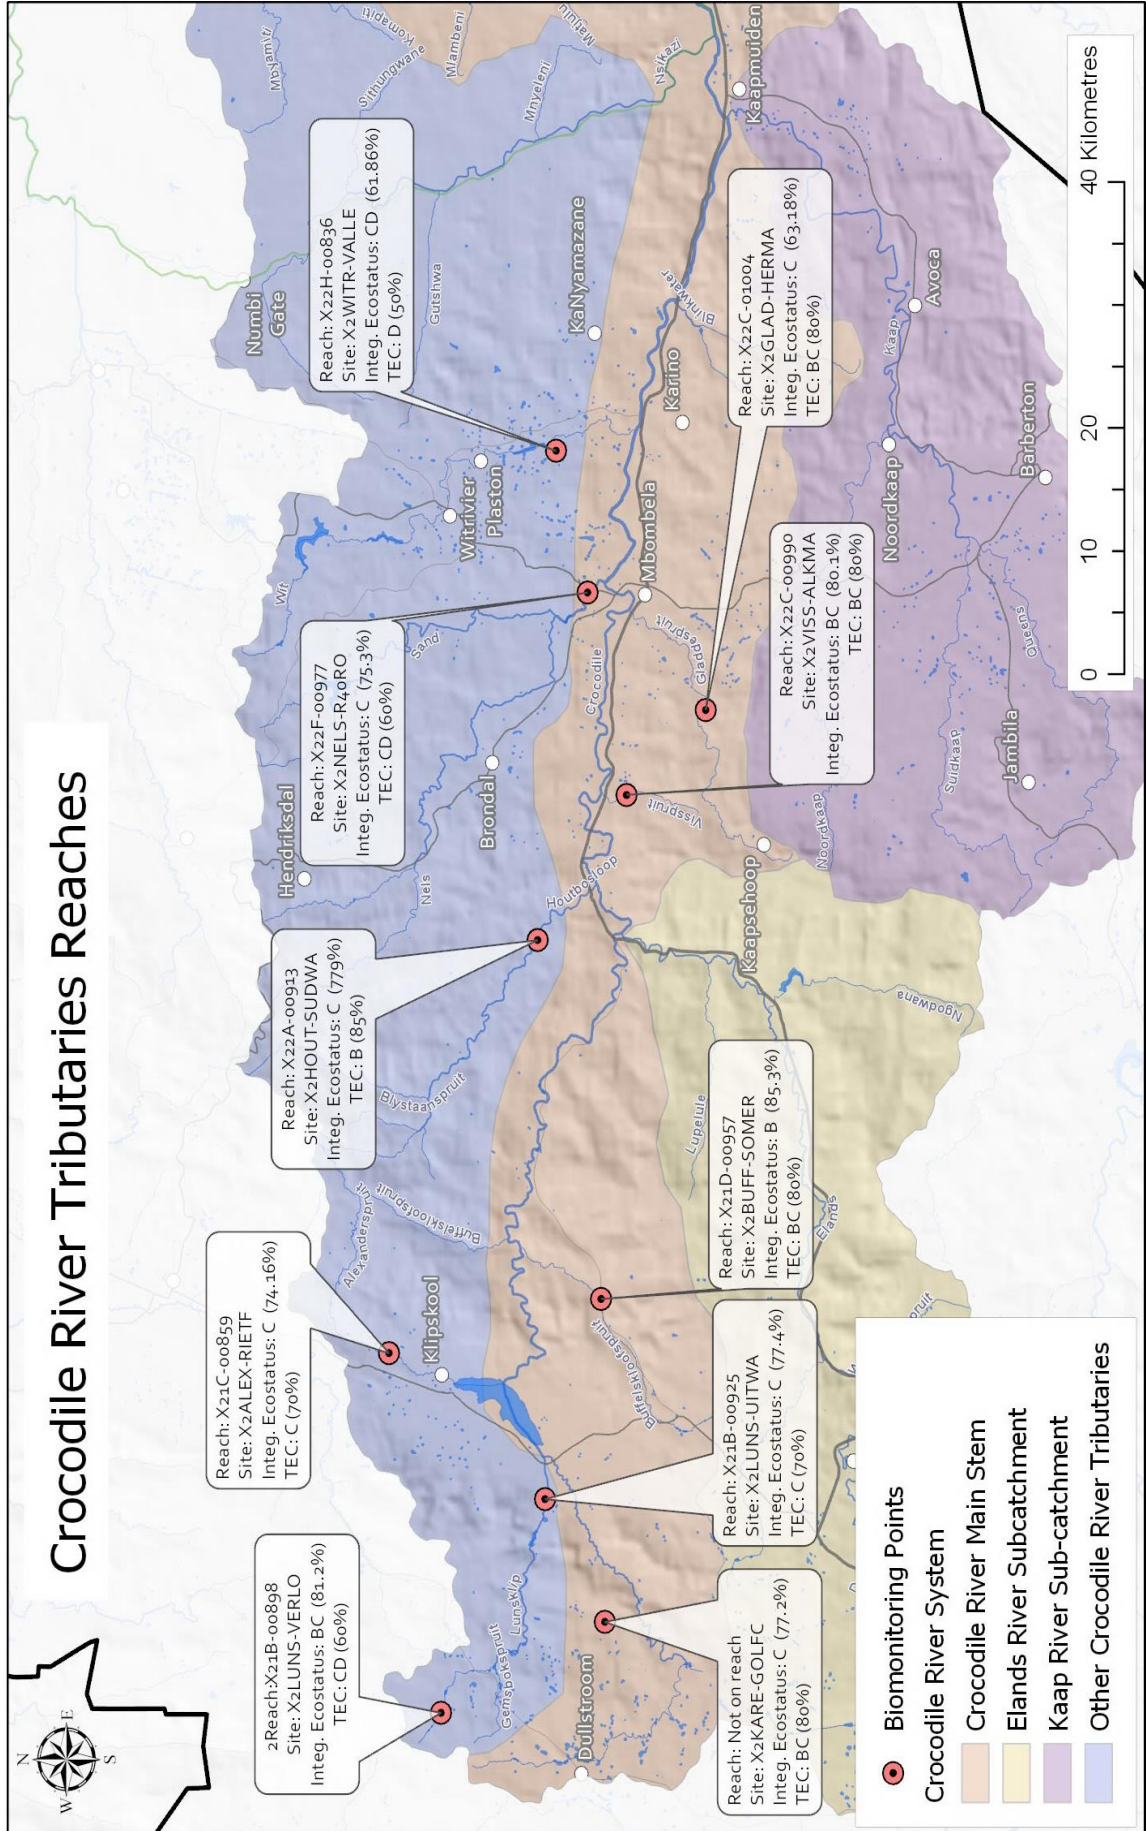 Crocodile River Tributaries Reaches
N
W
E
S
2Reach:X21B-00898
Site: X2LUNS-VERLO
Integ. Ecostatus: BC (81.2%)
TEC: CD (60%)
Reach: X21C-00859
Site: X2ALEX-RIETF
Integ. Ecostatus: C (74.16%)
TEC: C (70%)
Reach: X22A-00913
Site: X2HOUT-SUDWA
Integ. Ecostatus: C (779%)
TEC: B (85%)
Reach: X22F-00977
Site: X2NELS-R40RO
Integ. Ecostatus: C (75.3%)
TEC: CD (60%)
Reach: X22H-00836
Site: X2WITR-VALLE
Integ. Ecostatus: CD (61.86%)
TEC: D (50%)
Reach: Not on reach
Site: X2KARE-GOLFC
Integ. Ecostatus: C (77.2%)
TEC: BC (80%)
Reach: X21B-00925
Site: X2LUNS-UITWA
Integ. Ecostatus: C (77.4%)
TEC: C (70%)
Reach: X21D-00957
Site: X2BUFF-SOMER
Integ. Ecostatus: B (85.3%)
TEC: BC (80%)
Reach: X22C-00990
Site: X2VISS-ALKMA
Integ. Ecostatus: BC (80.1%)
TEC: BC (80%)
Reach: X22C-01004
Site: X2GLAD-HERMA
Integ. Ecostatus: C (63.18%)
TEC: BC (80%)
Dullstroom
Gemsbokspruit
Lunsklip
Klipskool
Alexanderspruit
Buffelskloofspruit
Buffelskloofspruit
Blystaanspruit
Houtbosloop
Hendriksdal
Nels
Brondal
Sand
Wit
Witrivier
Plaston
Numbi
Gate
Gutshwa
KaNyamazane
Mbyamiti
Komapiti
Sithungwane
Mlambeni
Matjulu
Mnyeleni
Nsikazi
Kaapmuiden
Crocodile
Mbombela
Karino
Blinkwater
Gladdespruit
Visspruit
Kaapsehoop
Noordkaap
Noordkaap
Kaap
Avoca
Barberton
Suidkaap
Queens
Jambila
Lupelule
Ngodwana
Elands
pruit
Biomonitoring Points
Crocodile River System
Crocodile River Main Stem
Elands River Subcatchment
Kaap River Sub-catchment
Other Crocodile River Tributaries
0
10
20
40 Kilometres